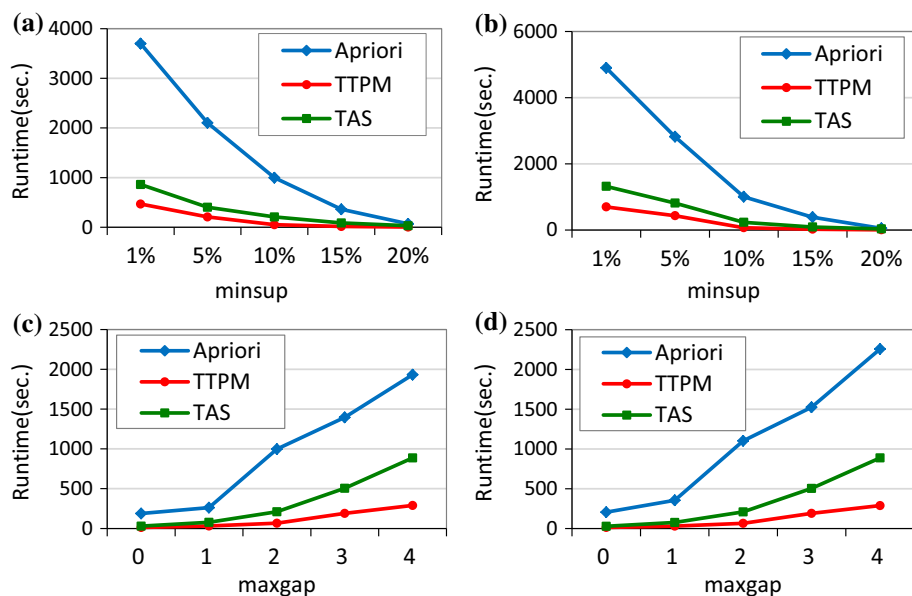 (a)
4000
3000
2000
1000
0
Runtime(sec.)
Apriori
TTPM
TAS
1% 5% 10% 15% 20%
minsup
(b)
6000
4000
2000
0
Runtime(sec.)
Apriori
TTPM
TAS
1% 5% 10% 15% 20%
minsup
(c)
2500
2000
1500
1000
500
0
Runtime(sec.)
Apriori
TTPM
TAS
0 1 2 3 4
maxgap
(d)
2500
2000
1500
1000
500
0
Runtime(sec.)
Apriori
TTPM
TAS
0 1 2 3 4
maxgap